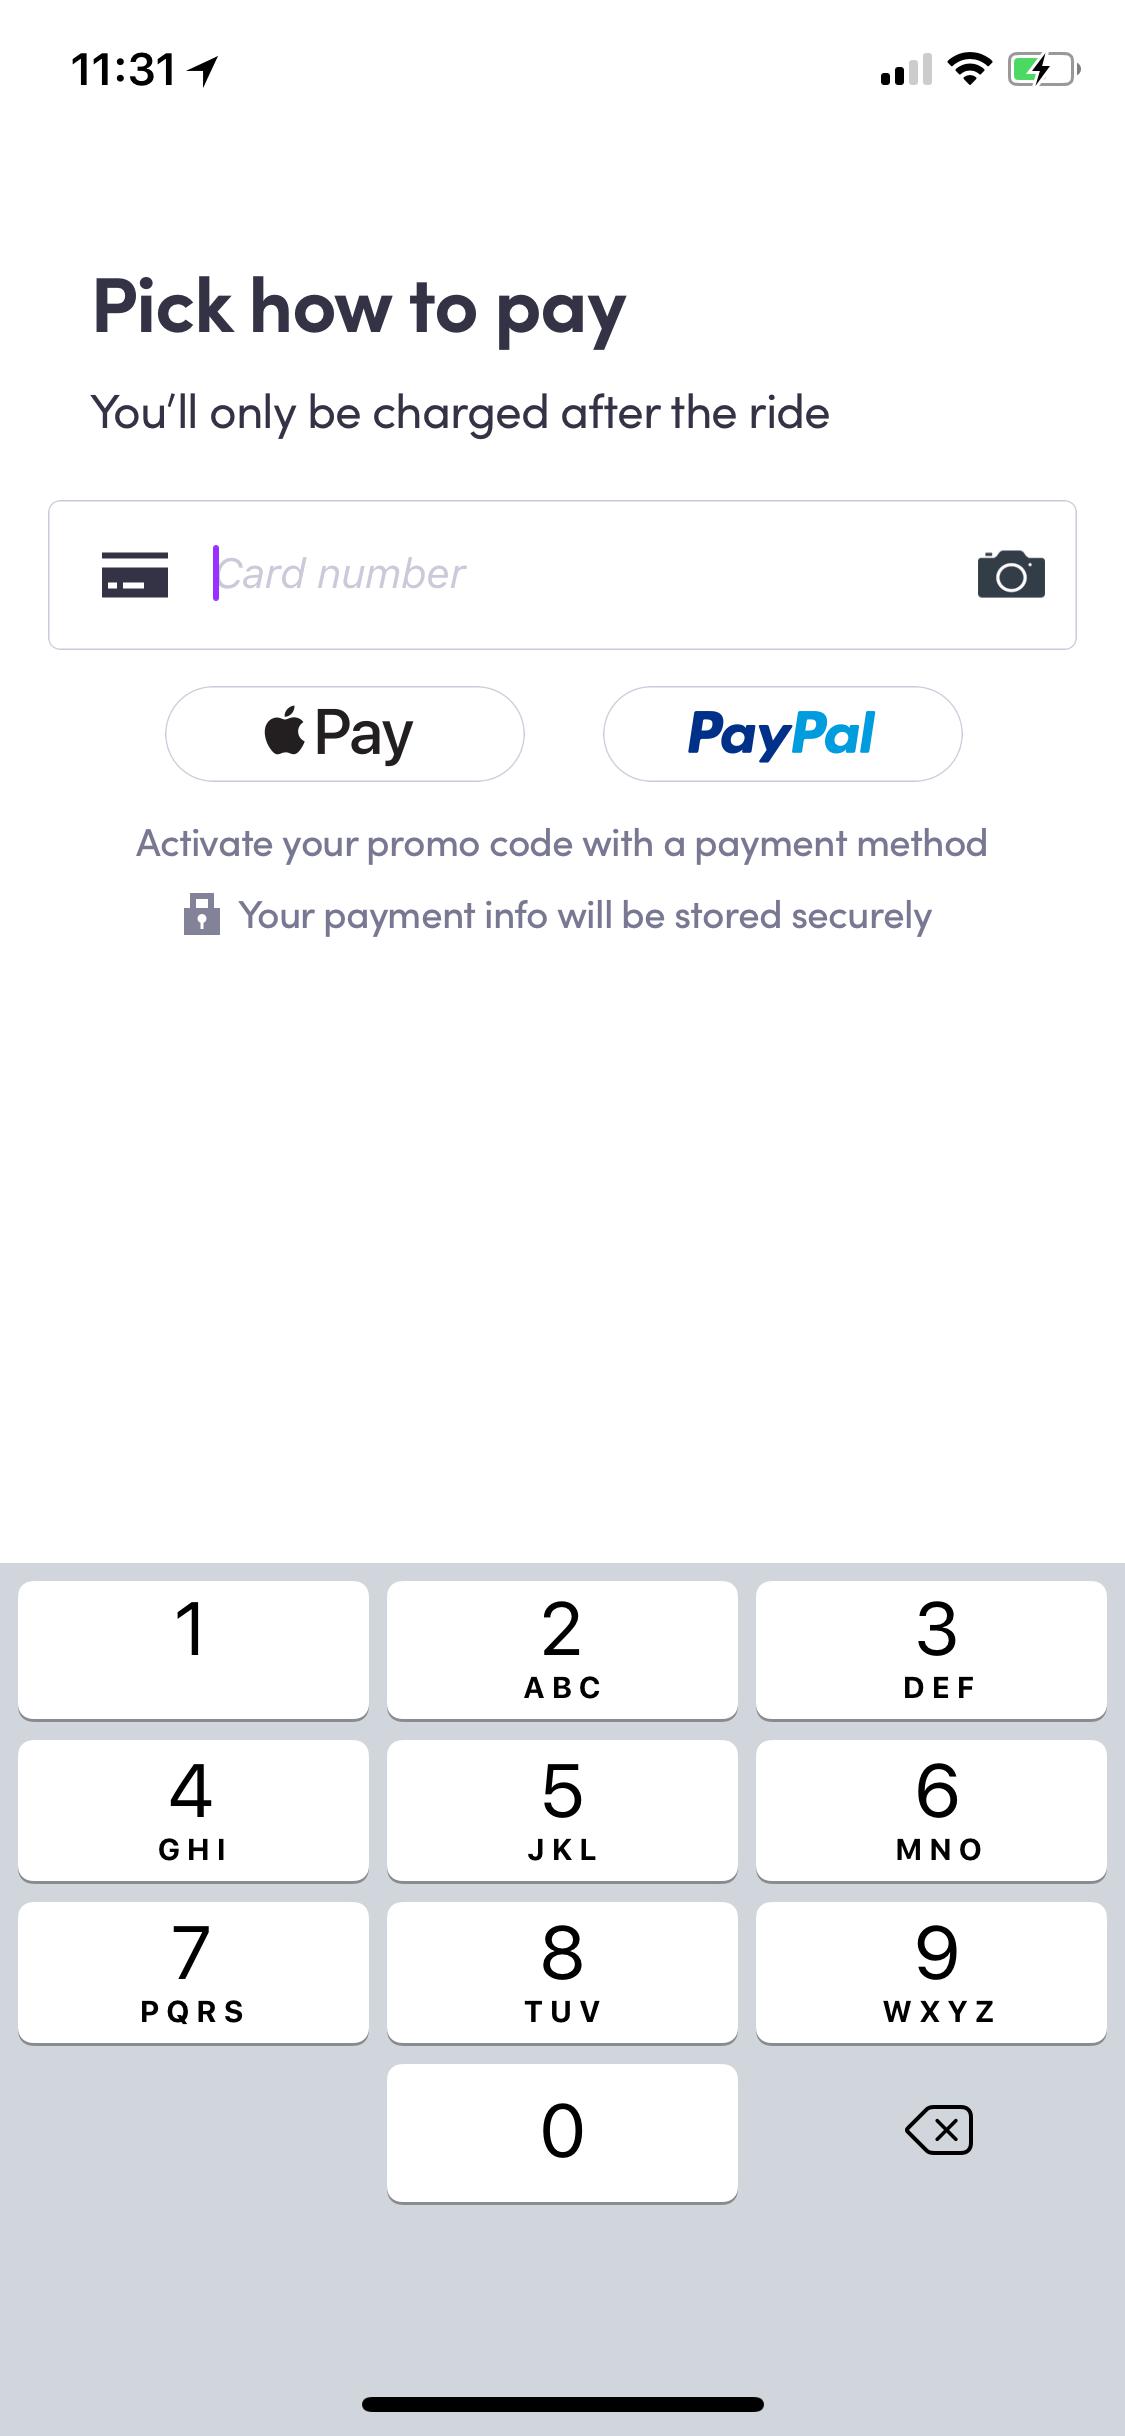 11:31
Pick how to pay
You’ll only be charged after the ride
Card number
Pay
PayPal
Activate your promo code with a payment method
Your payment info will be stored securely
1
2
3
ABC
DEF
4
5
6
GHI
JKL
MNO
7
8
9
PQRS
TUV
WXYZ
0